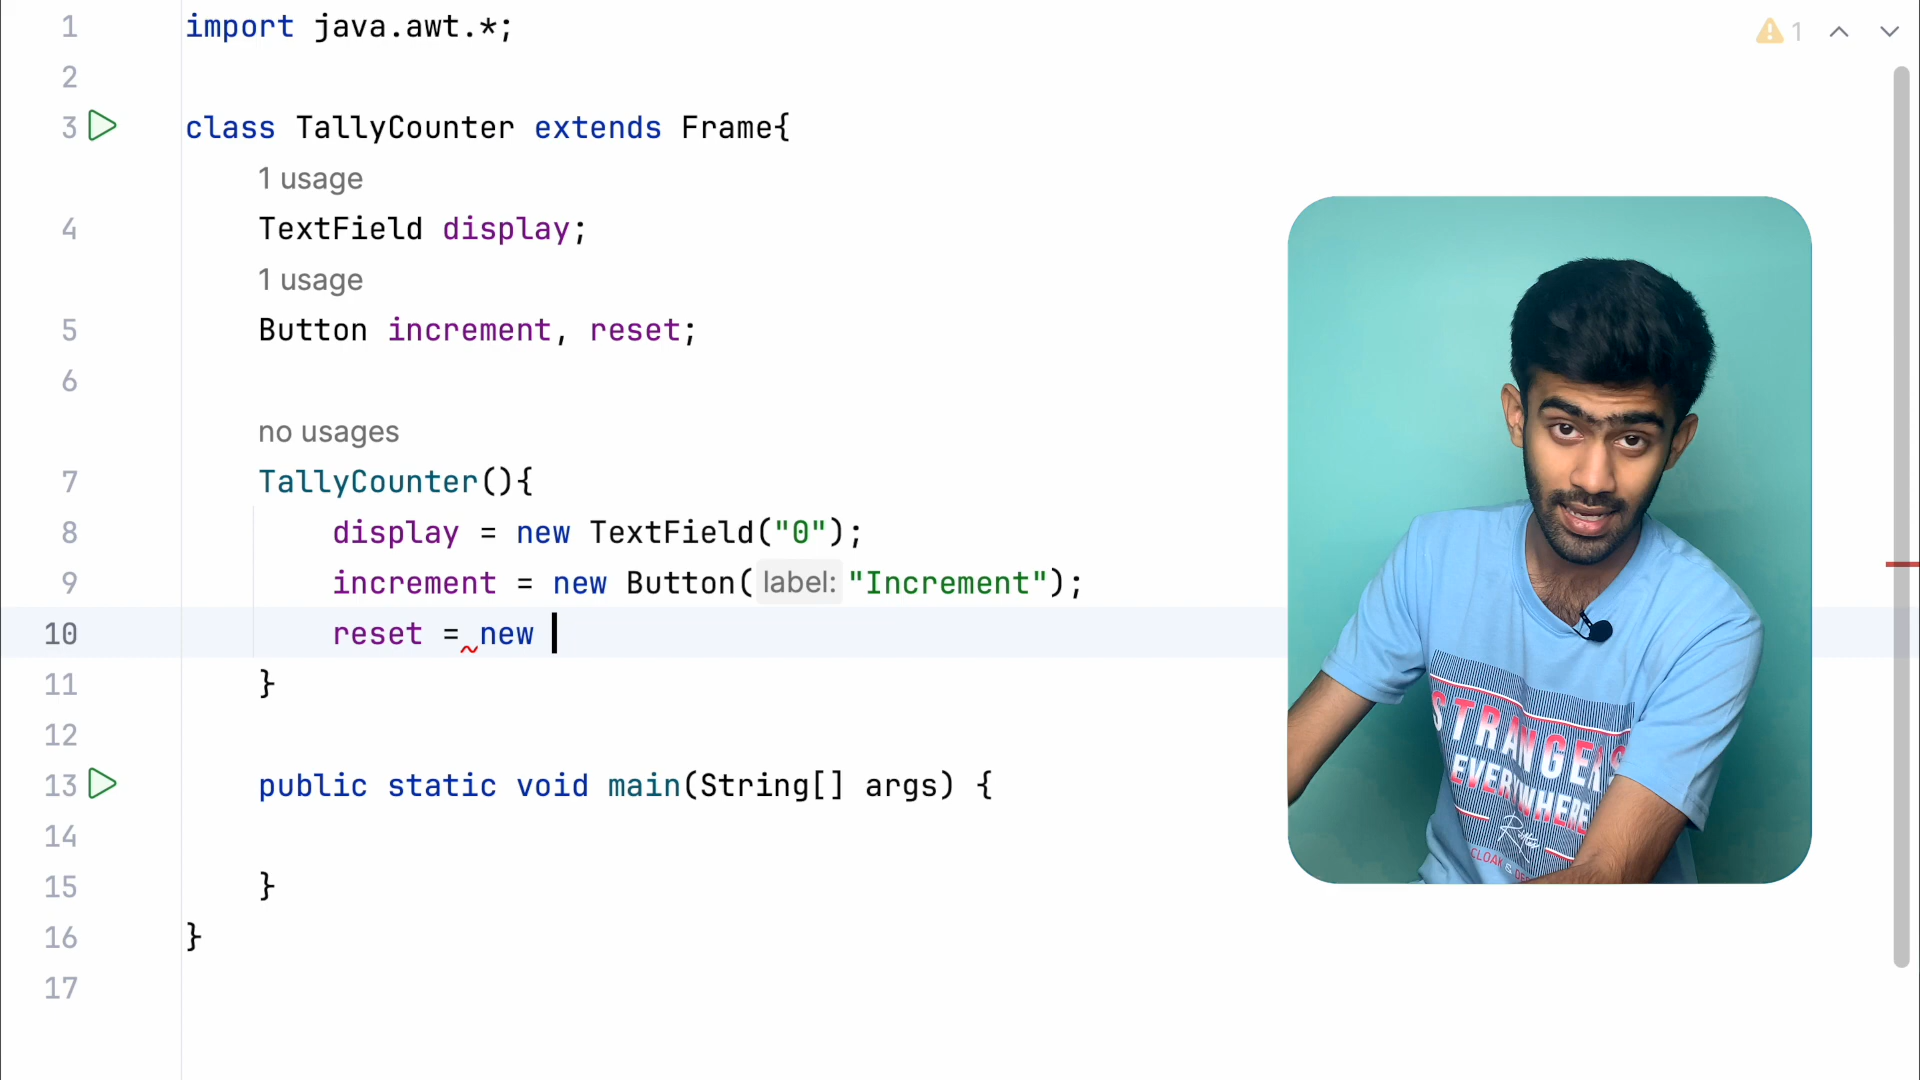 1 import java.awt.*;
2
3 class TallyCounter extends Frame{
1 usage
4 TextField display;
1 usage
5 Button increment, reset;
6
no usages
7 TallyCounter(){
8 display = new TextField("0");
9 increment = new Button( label: "Increment");
10 reset = new
11 }
12
13 public static void main(String[] args) {
14
15 }
16 }
17
1
STRANGERS
EVERYWHERE
CLOAK &